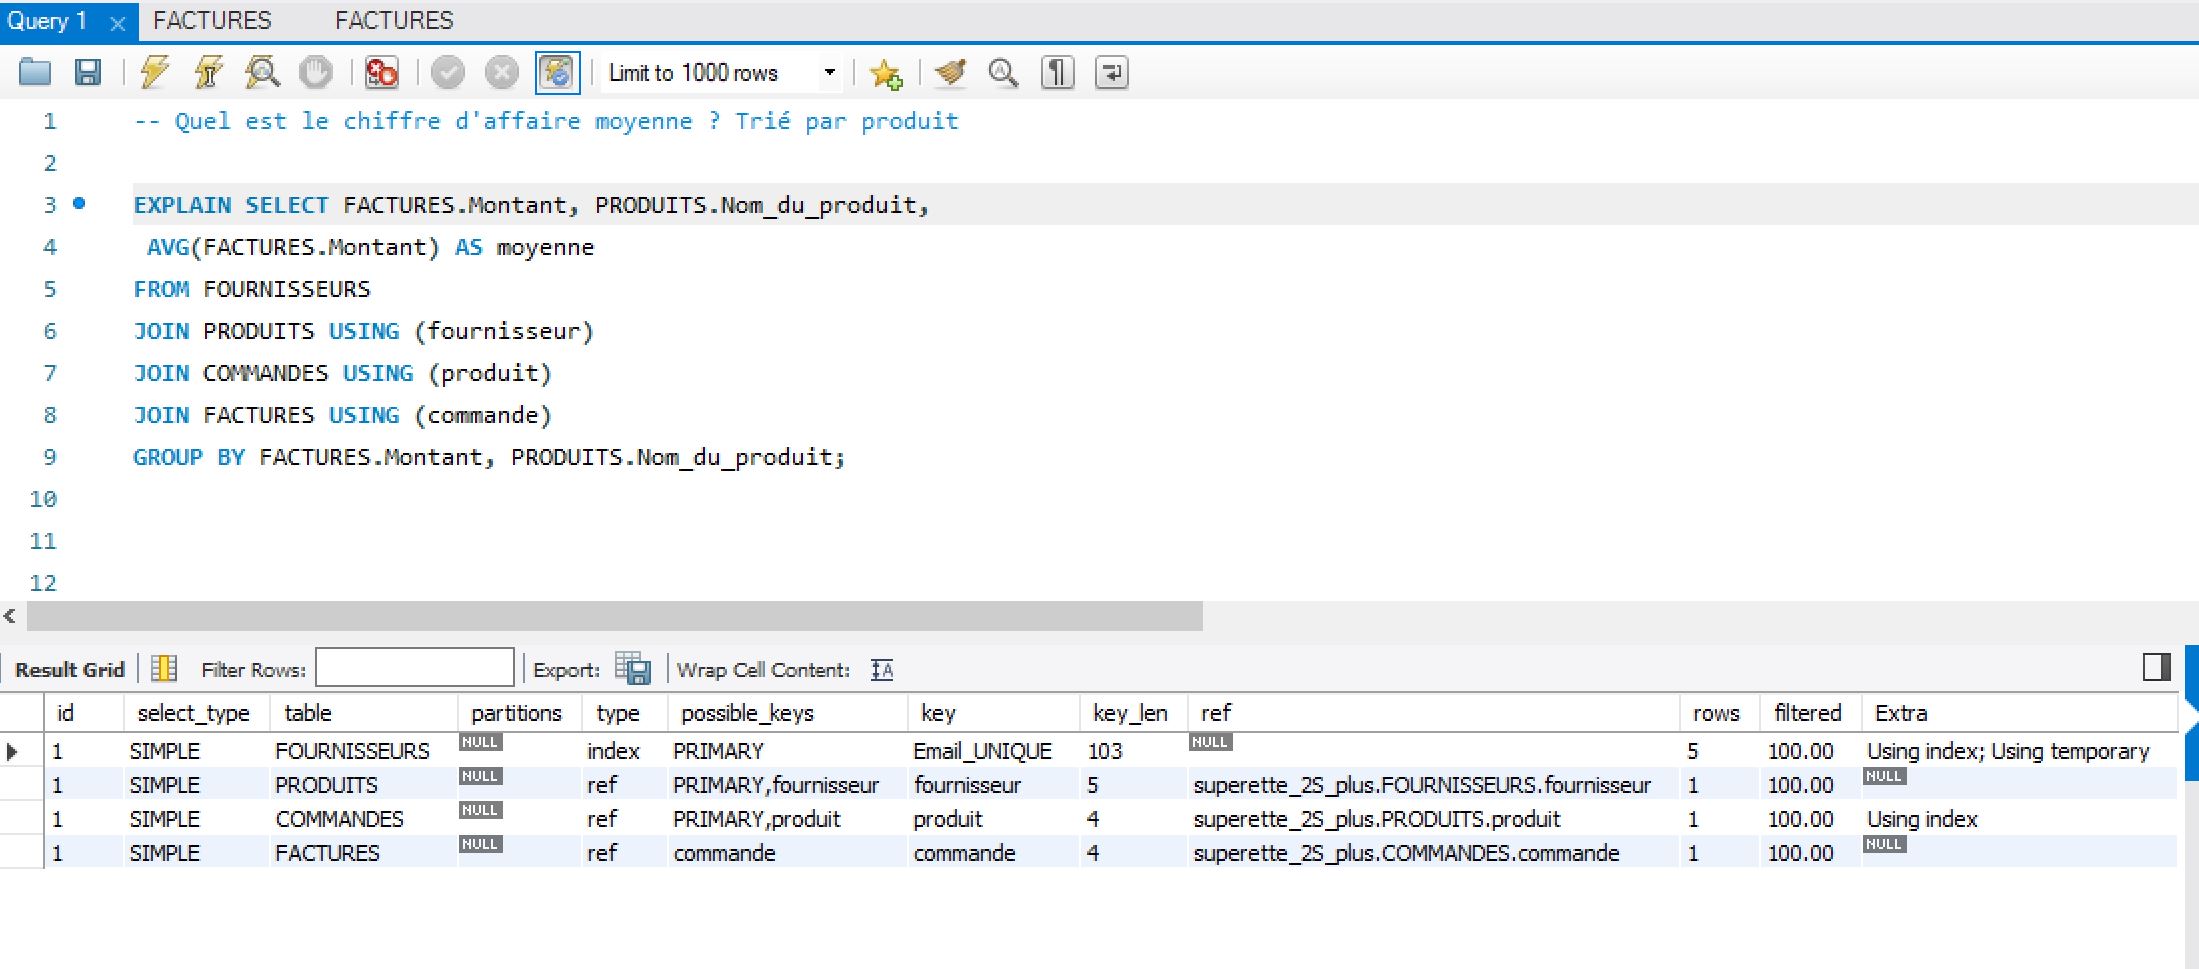 Query 1 × FACTURES FACTURES
Limit to 1000 rows
1 -- Quel est le chiffre d'affaire moyenne ? Trié par produit
2
3 EXPLAIN SELECT FACTURES.Montant, PRODUITS.Nom_du_produit,
4 AVG(FACTURES.Montant) AS moyenne
5 FROM FOURNISSEURS
6 JOIN PRODUITS USING (fournisseur)
7 JOIN COMMANDES USING (produit)
8 JOIN FACTURES USING (commande)
9 GROUP BY FACTURES.Montant, PRODUITS.Nom_du_produit;
10
11
12
Result Grid Filter Rows: Export: Wrap Cell Content: IA
id select_type table partitions type possible_keys key key_len ref rows filtered Extra
1 SIMPLE FOURNISSEURS NULL index PRIMARY Email_UNIQUE 103 NULL 5 100.00 Using index; Using temporary
1 SIMPLE PRODUITS NULL ref PRIMARY,fournisseur fournisseur 5 superette_2S_plus.FOURNISSEURS.fournisseur 1 100.00 NULL
1 SIMPLE COMMANDES NULL ref PRIMARY,produit produit 4 superette_2S_plus.PRODUITS.produit 1 100.00 Using index
1 SIMPLE FACTURES NULL ref commande commande 4 superette_2S_plus.COMMANDES.commande 1 100.00 NULL